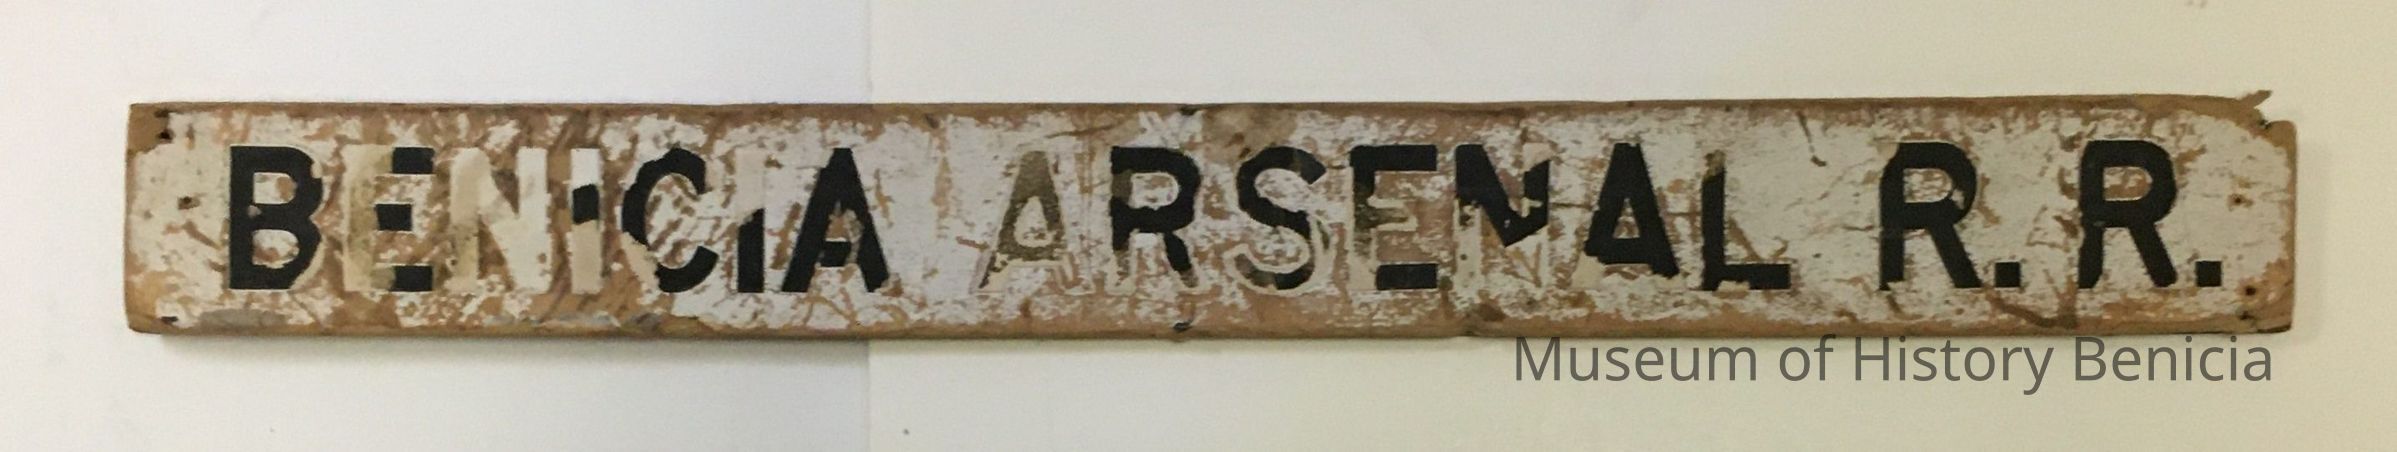 BENICIA ARSENAL R.R.
Museum of History Benicia